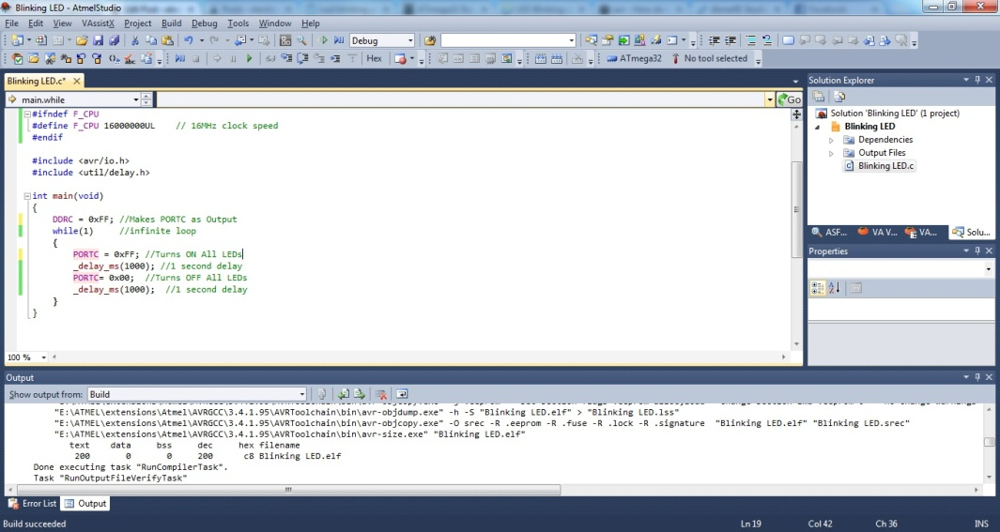 Blinking LED - AtmelStudio
File Edit View VAssistX Project Build Debug Tools Window Help
Debug
Hex ATmega32 No tool selected
Blinking LED.c* ×
main.while Go
#ifndef F_CPU
#define F_CPU 16000000UL // 16MHz clock speed
#endif
#include <avr/io.h>
#include <util/delay.h>
int main(void)
{
DDRC = 0xFF; //Makes PORTC as Output
while(1) //infinite loop
{
PORTC = 0xFF; //Turns ON All LEDs
_delay_ms(1000); //1 second delay
PORTC= 0x00; //Turns OFF All LEDs
_delay_ms(1000); //1 second delay
}
}
100 %
Solution Explorer
Solution 'Blinking LED' (1 project)
Blinking LED
Dependencies
Output Files
Blinking LED.c
ASF... VA V... VA... Solu...
Properties
Output
Show output from: Build
"E:\ATMEL\extensions\Atmel\AVRGCC\3.4.1.95\AVRToolchain\bin\avr-objdump.exe" -h -S "Blinking LED.elf" > "Blinking LED.lss"
"E:\ATMEL\extensions\Atmel\AVRGCC\3.4.1.95\AVRToolchain\bin\avr-objcopy.exe" -O srec -R .eeprom -R .fuse -R .lock -R .signature "Blinking LED.elf" "Blinking LED.srec"
"E:\ATMEL\extensions\Atmel\AVRGCC\3.4.1.95\AVRToolchain\bin\avr-size.exe" "Blinking LED.elf"
text data bss dec hex filename
200 0 0 200 c8 Blinking LED.elf
Done executing task "RunCompilerTask".
Task "RunOutputFileVerifyTask"
Error List Output
Build succeeded Ln 19 Col 42 Ch 36 INS